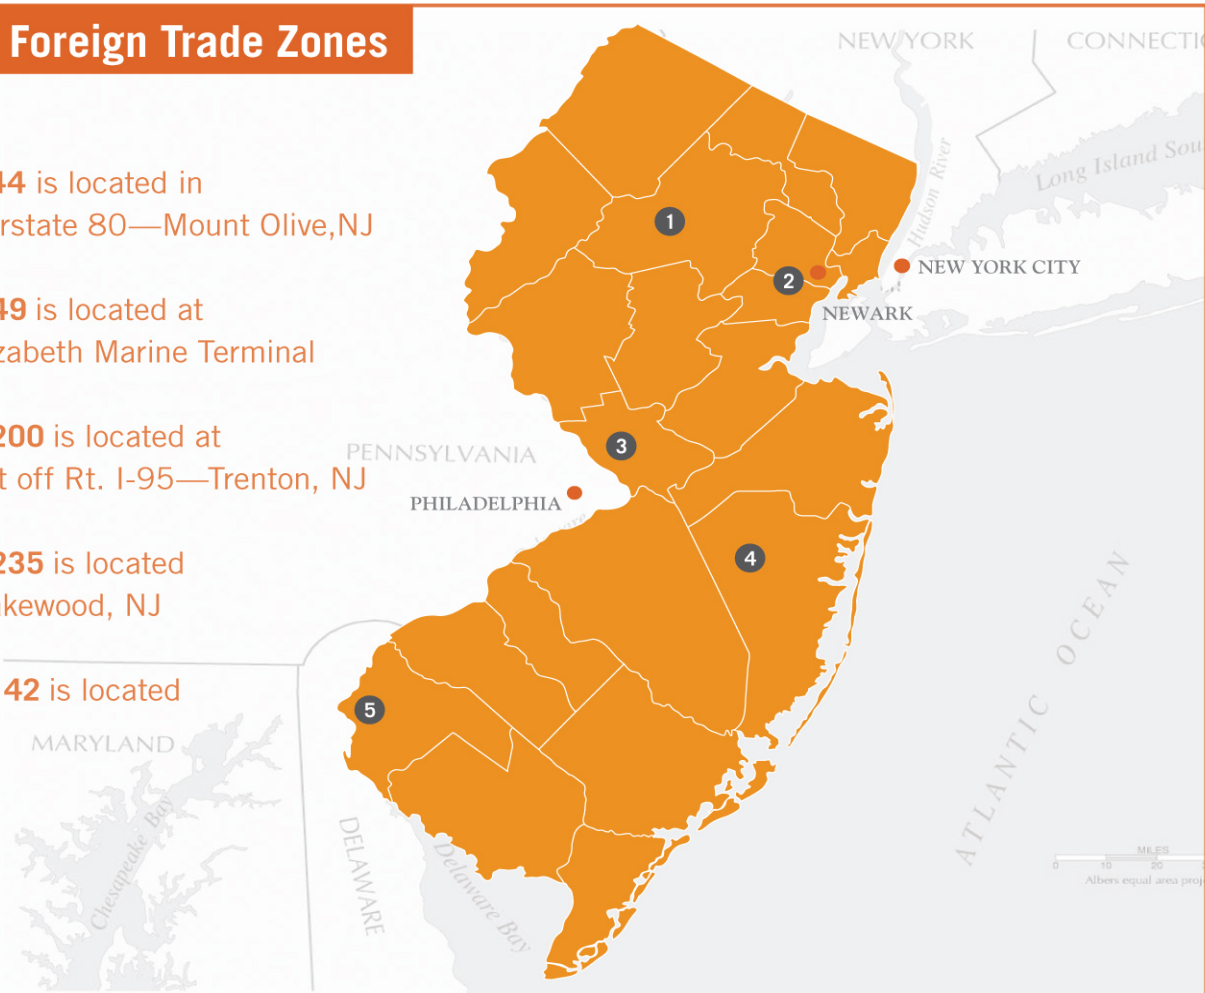 Foreign Trade Zones
44 is located in
rstate 80—Mount Olive,NJ
49 is located at
zabeth Marine Terminal
200 is located at
t off Rt. I-95—Trenton, NJ
235 is located
kewood, NJ
42 is located
NEW YORK
CONNECTI
Hudson River
Long Island Sou
1
2
NEW YORK CITY
NEWARK
3
PENNSYLVANIA
PHILADELPHIA
4
ATLANTIC OCEAN
5
MARYLAND
Chesapeake Bay
DELAWARE
Delaware Bay
MILES
0 10 20
Albers equal area proj